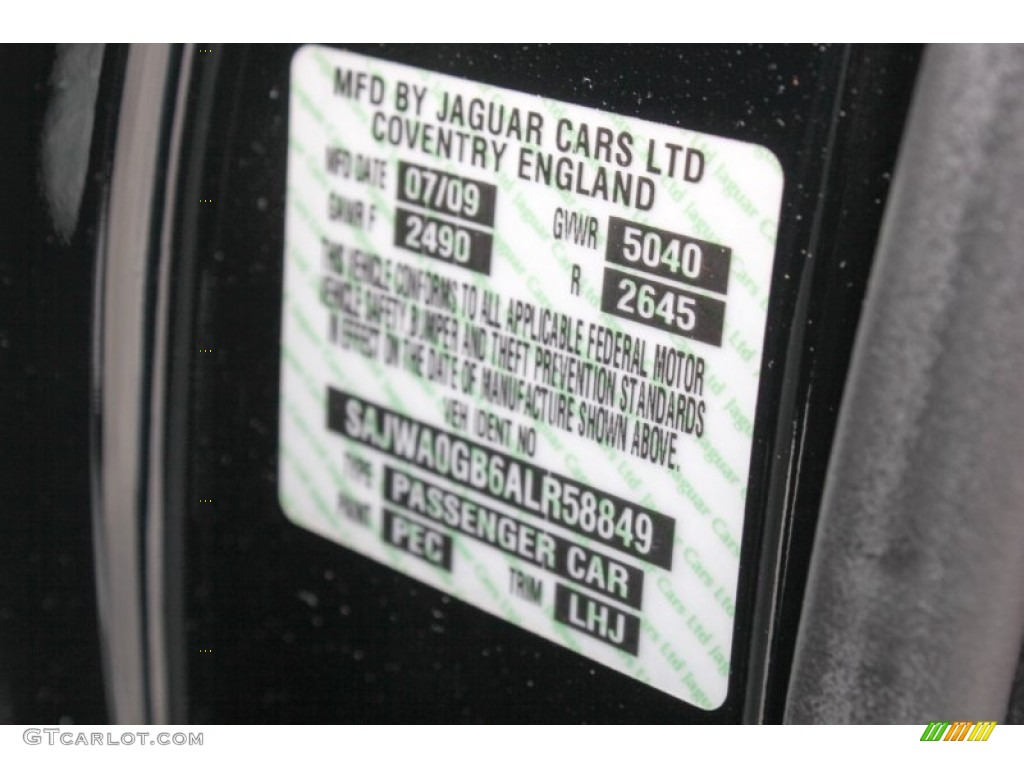 MFD BY JAGUAR CARS LTD
COVENTRY ENGLAND
MFD DATE 07/09 GVWR 5040
GAWR F 2490 R 2645
THIS VEHICLE CONFORMS TO ALL APPLICABLE FEDERAL MOTOR
VEHICLE SAFETY BUMPER AND THEFT PREVENTION STANDARDS
IN EFFECT ON THE DATE OF MANUFACTURE SHOWN ABOVE.
VEH IDENT NO
SAJWA0GB6ALR58849
TYPE PASSENGER CAR
PAINT PEC TRIM LHJ
GTCARLOT.COM